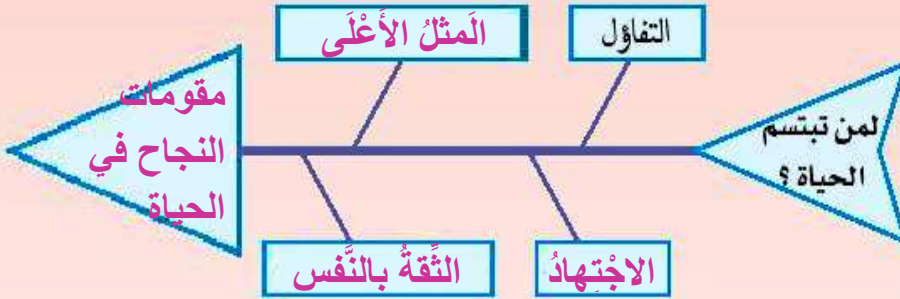 التفاؤل
المَثلُ الأَعْلَى
لمن تبتسم
الحياة ؟
مقومات
النجاح في
الحياة
الاجْتِهادُ
الثِّقةُ بالنَّفس